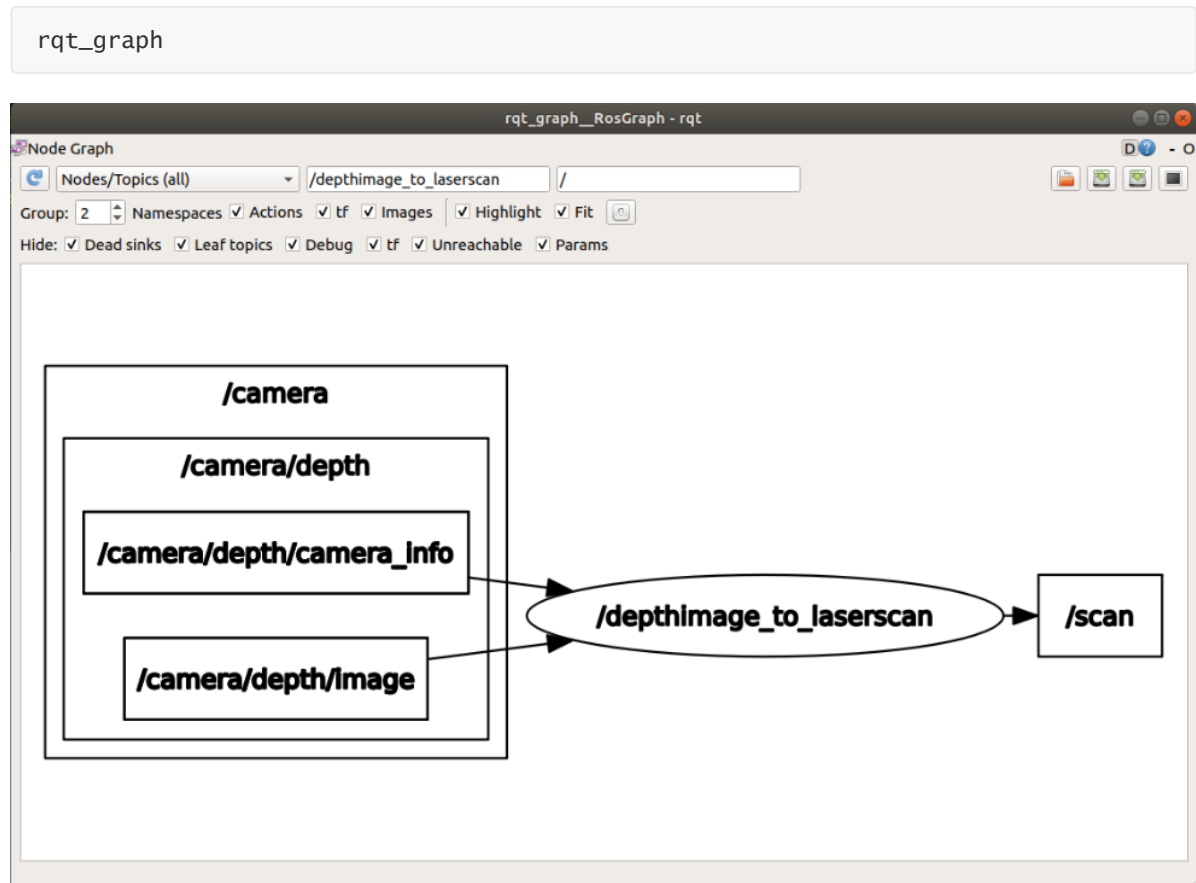 rqt_graph
rqt_graph__RosGraph - rqt
Node Graph
D - O
Nodes/Topics (all) /depthimage_to_laserscan /
Group: 2 Namespaces Actions tf Images Highlight Fit
Hide: Dead sinks Leaf topics Debug tf Unreachable Params
/camera
/camera/depth
/camera/depth/camera_info
/depthimage_to_laserscan
/scan
/camera/depth/image